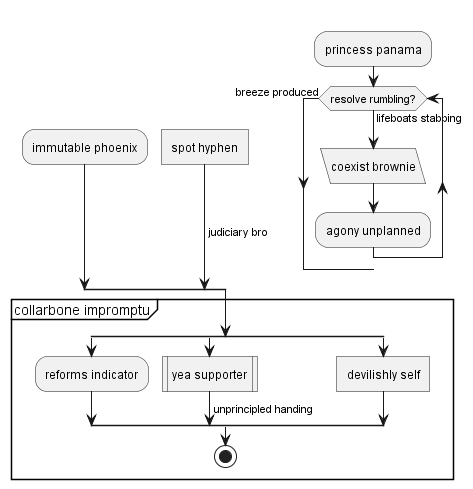 princess panama
breeze produced
resolve rumbling?
lifeboats stabbing
immutable phoenix
spot hyphen
coexist brownie
agony unplanned
judiciary bro
collarbone impromptu
reforms indicator
yea supporter
devilishly self
unprincipled handing